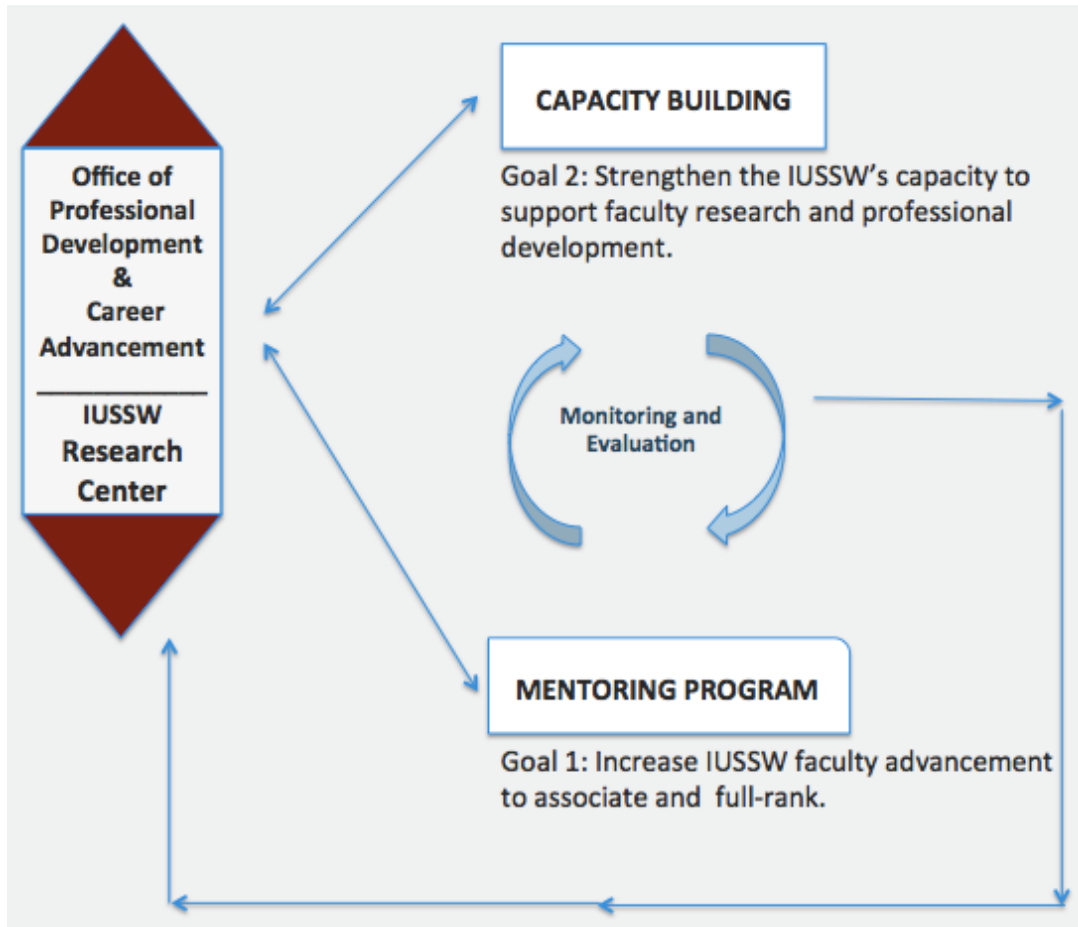 Office of
Professional
Development
&
Career
Advancement
IUSSW
Research
Center
CAPACITY BUILDING
Goal 2: Strengthen the IUSSW’s capacity to
support faculty research and professional
development.
Monitoring and
Evaluation
MENTORING PROGRAM
Goal 1: Increase IUSSW faculty advancement
to associate and full-rank.